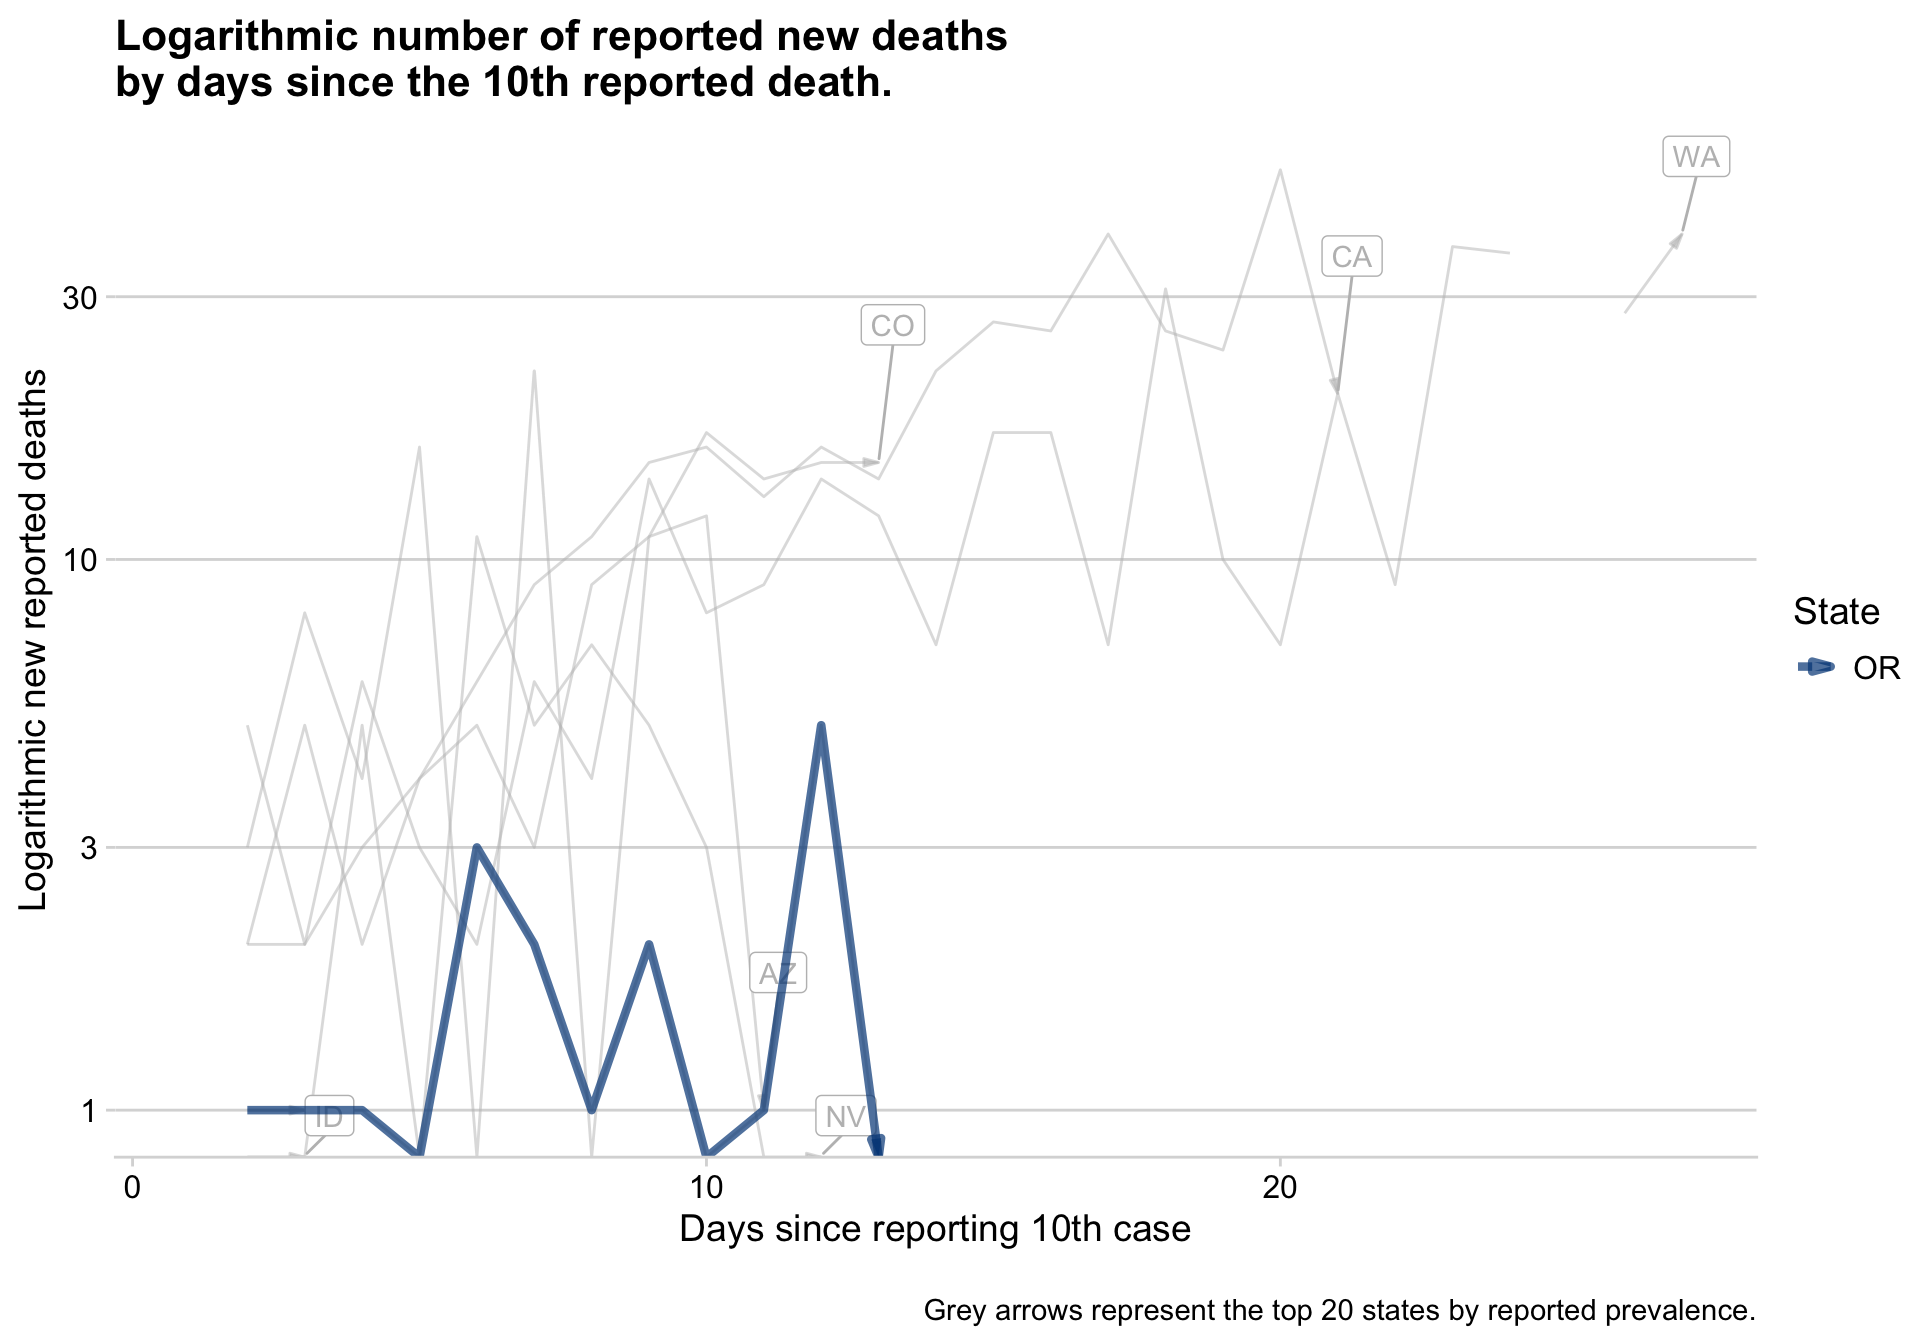 Logarithmic number of reported new deaths
by days since the 10th reported death.
WA
CA
CO
30
10
3
1
AZ
ID
NV
Logarithmic new reported deaths
State
OR
0
10
20
Days since reporting 10th case
Grey arrows represent the top 20 states by reported prevalence.